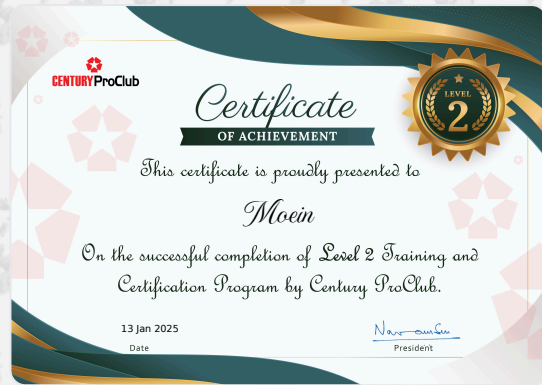 CENTURY ProClub
LEVEL
2
Certificate
OF ACHIEVEMENT
This certificate is proudly presented to
Moein
On the successful completion of Level 2 Training and
Certification Program by Century ProClub.
13 Jan 2025
Date
President